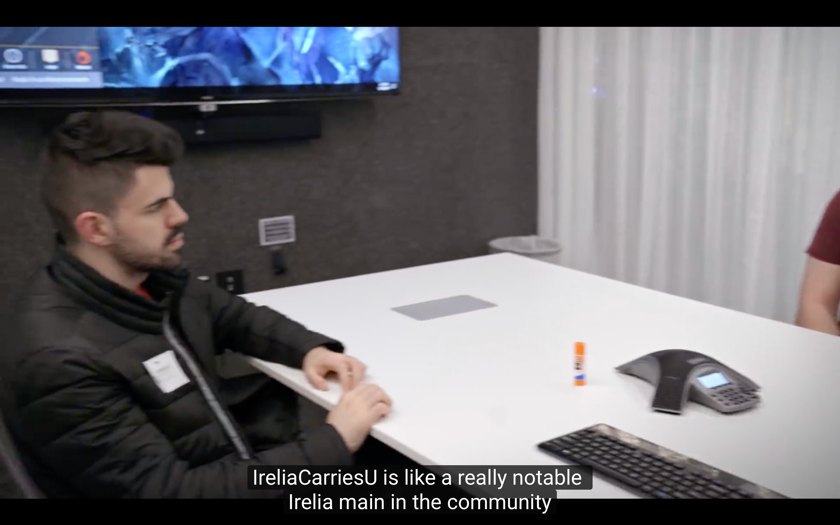 IreliaCarriesU is like a really notable
Irelia main in the community